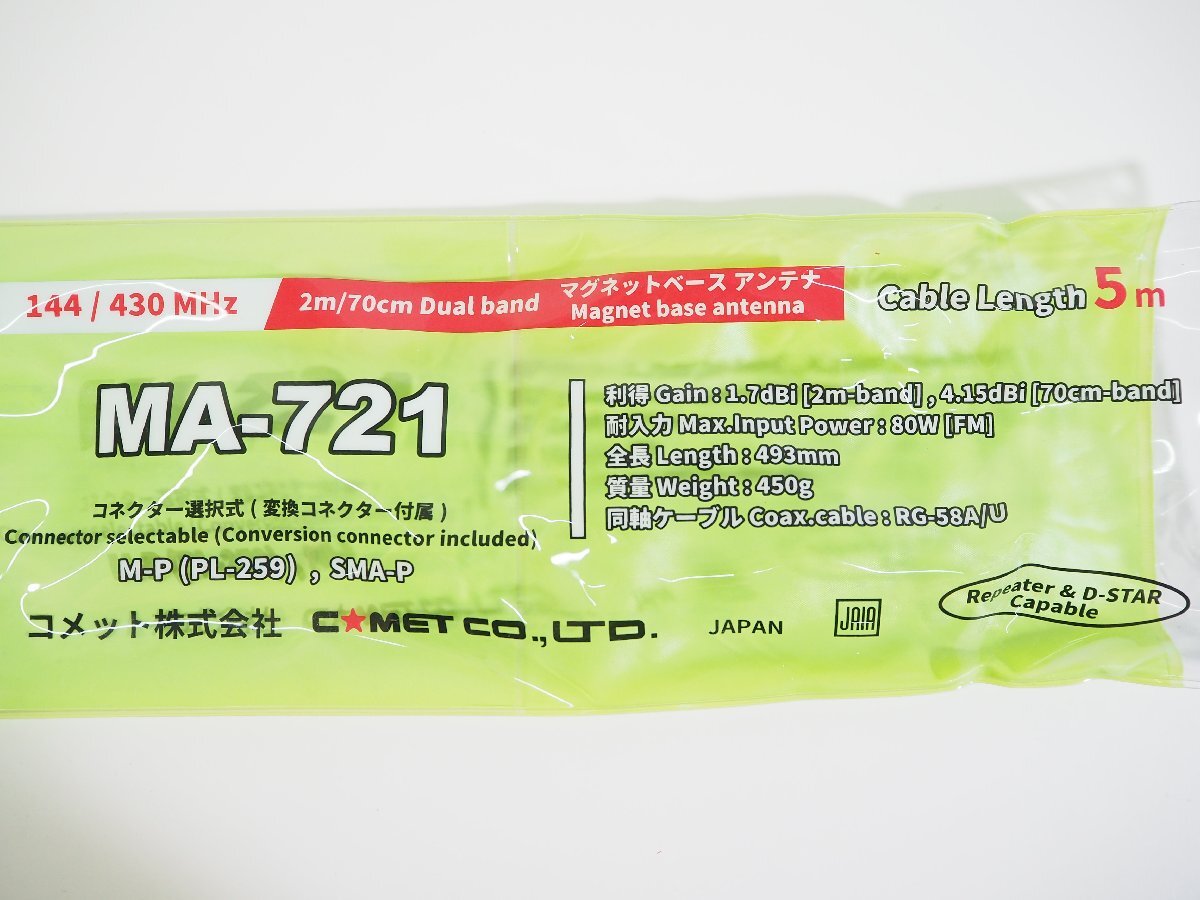 144 / 430 MHz
2m/70cm Dual band
マグネットベース アンテナ
Magnet base antenna
Cable Length 5m
MA-721
利得 Gain : 1.7dBi [2m-band] , 4.15dBi [70cm-band]
耐入力 Max.Input Power : 80W [FM]
全長 Length : 493mm
質量 Weight : 450g
同軸ケーブル Coax.cable : RG-58A/U
コネクター選択式 ( 変換コネクター付属 )
Connector selectable (Conversion connector included)
M-P (PL-259) , SMA-P
コメット株式会社 C★MET CO., LTD. JAPAN JAIA
Repeater & D-STAR
Capable